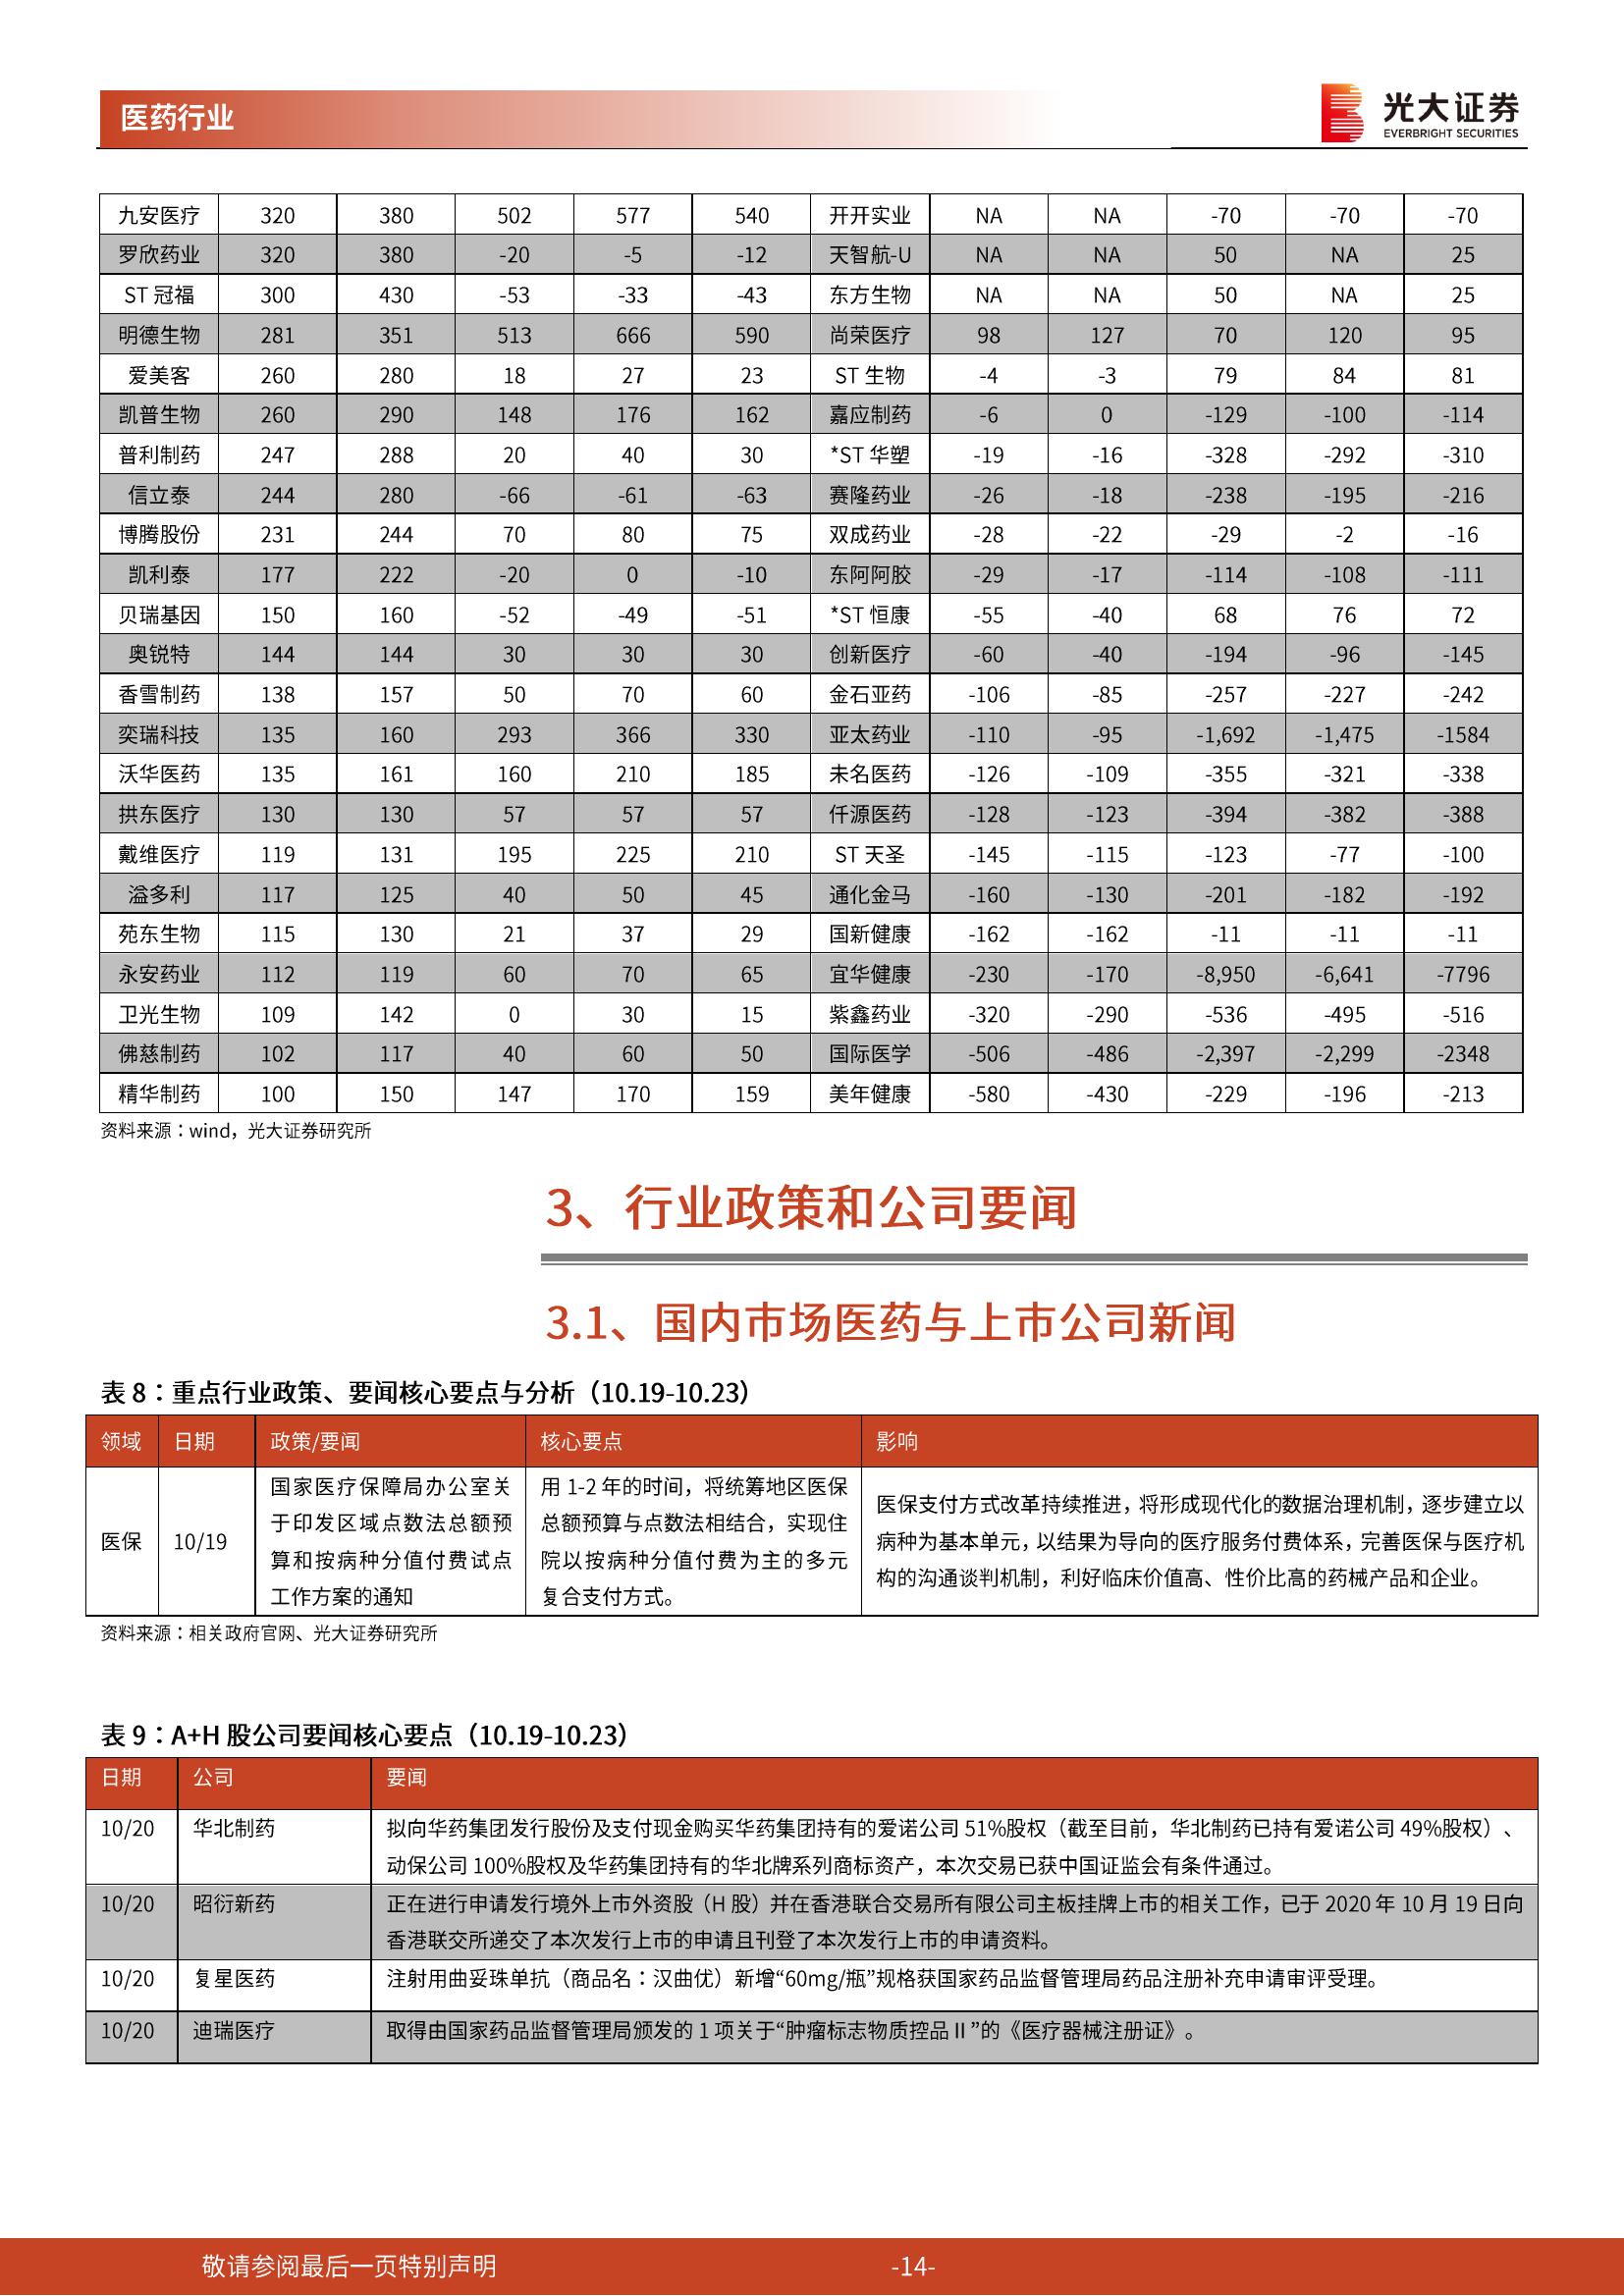 医药行业
光大证券
EVERBRIGHT SECURITIES
九安医疗 320 380 502 577 540 开开实业 NA NA -70 -70 -70
罗欣药业 320 380 -20 -5 -12 天智航-U NA NA 50 NA 25
ST 冠福 300 430 -53 -33 -43 东方生物 NA NA 50 NA 25
明德生物 281 351 513 666 590 尚荣医疗 98 127 70 120 95
爱美客 260 280 18 27 23 ST 生物 -4 -3 79 84 81
凯普生物 260 290 148 176 162 嘉应制药 -6 0 -129 -100 -114
普利制药 247 288 20 40 30 *ST 华塑 -19 -16 -328 -292 -310
信立泰 244 280 -66 -61 -63 赛隆药业 -26 -18 -238 -195 -216
博腾股份 231 244 70 80 75 双成药业 -28 -22 -29 -2 -16
凯利泰 177 222 -20 0 -10 东阿阿胶 -29 -17 -114 -108 -111
贝瑞基因 150 160 -52 -49 -51 *ST 恒康 -55 -40 68 76 72
奥锐特 144 144 30 30 30 创新医疗 -60 -40 -194 -96 -145
香雪制药 138 157 50 70 60 金石亚药 -106 -85 -257 -227 -242
奕瑞科技 135 160 293 366 330 亚太药业 -110 -95 -1,692 -1,475 -1584
沃华医药 135 161 160 210 185 未名医药 -126 -109 -355 -321 -338
拱东医疗 130 130 57 57 57 仟源医药 -128 -123 -394 -382 -388
戴维医疗 119 131 195 225 210 ST 天圣 -145 -115 -123 -77 -100
溢多利 117 125 40 50 45 通化金马 -160 -130 -201 -182 -192
苑东生物 115 130 21 37 29 国新健康 -162 -162 -11 -11 -11
永安药业 112 119 60 70 65 宜华健康 -230 -170 -8,950 -6,641 -7796
卫光生物 109 142 0 30 15 紫鑫药业 -320 -290 -536 -495 -516
佛慈制药 102 117 40 60 50 国际医学 -506 -486 -2,397 -2,299 -2348
精华制药 100 150 147 170 159 美年健康 -580 -430 -229 -196 -213
资料来源：wind，光大证券研究所
3、行业政策和公司要闻
3.1、国内市场医药与上市公司新闻
表 8：重点行业政策、要闻核心要点与分析（10.19-10.23）
领域 日期 政策/要闻 核心要点 影响
医保 10/19
国家医疗保障局办公室关
于印发区域点数法总额预
算和按病种分值付费试点
工作方案的通知
用 1-2 年的时间，将统筹地区医保
总额预算与点数法相结合，实现住
院以按病种分值付费为主的多元
复合支付方式。
医保支付方式改革持续推进，将形成现代化的数据治理机制，逐步建立以
病种为基本单元，以结果为导向的医疗服务付费体系，完善医保与医疗机
构的沟通谈判机制，利好临床价值高、性价比高的药械产品和企业。
资料来源：相关政府官网、光大证券研究所
表 9：A+H 股公司要闻核心要点（10.19-10.23）
日期 公司 要闻
10/20 华北制药 拟向华药集团发行股份及支付现金购买华药集团持有的爱诺公司 51%股权（截至目前，华北制药已持有爱诺公司 49%股权）、
动保公司 100%股权及华药集团持有的华北牌系列商标资产，本次交易已获中国证监会有条件通过。
10/20 昭衍新药 正在进行申请发行境外上市外资股（H 股）并在香港联合交易所有限公司主板挂牌上市的相关工作，已于 2020 年 10 月 19 日向
香港联交所递交了本次发行上市的申请且刊登了本次发行上市的申请资料。
10/20 复星医药 注射用曲妥珠单抗（商品名：汉曲优）新增“60mg/瓶”规格获国家药品监督管理局药品注册补充申请审评受理。
10/20 迪瑞医疗 取得由国家药品监督管理局颁发的 1 项关于“肿瘤标志物质控品Ⅱ”的《医疗器械注册证》。
敬请参阅最后一页特别声明 -14-